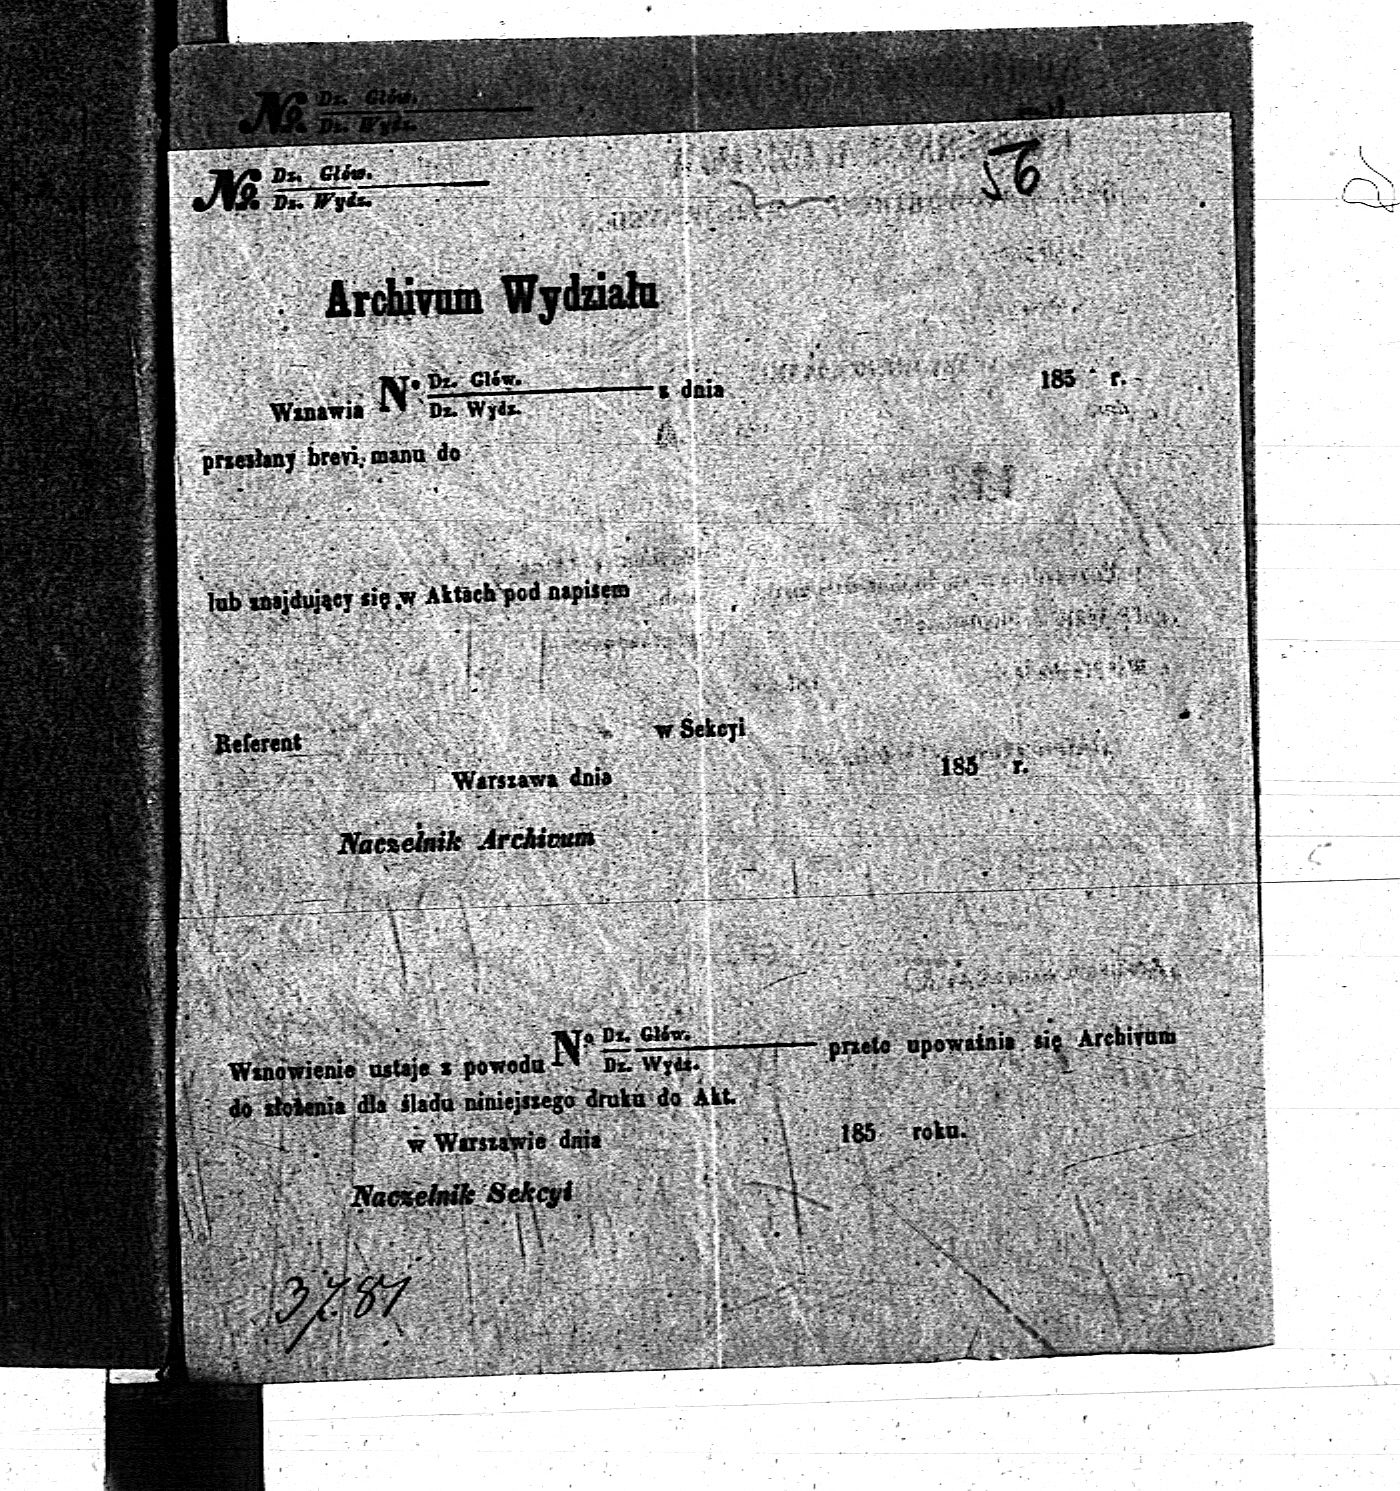 № Dz. Głów.
Dz. Wydz.
№ Dz. Głów.
Dz. Wydz.
56
Archivum Wydziału
Wznawia N° Dz. Głów. z dnia 185 r.
Dz. Wydz.
przesłany brevi manu do
lub znajdujący się w Aktach pod napisem
Referent w Sekcyi
Warszawa dnia 185 r.
Naczelnik Archivum
Wznowienie ustaje z powodu N° Dz. Głów. przeto upoważnia się Archivum
Dz. Wydz.
do złożenia dla śladu niniejszego druku do Akt.
w Warszawie dnia 185 roku.
Naczelnik Sekcyi